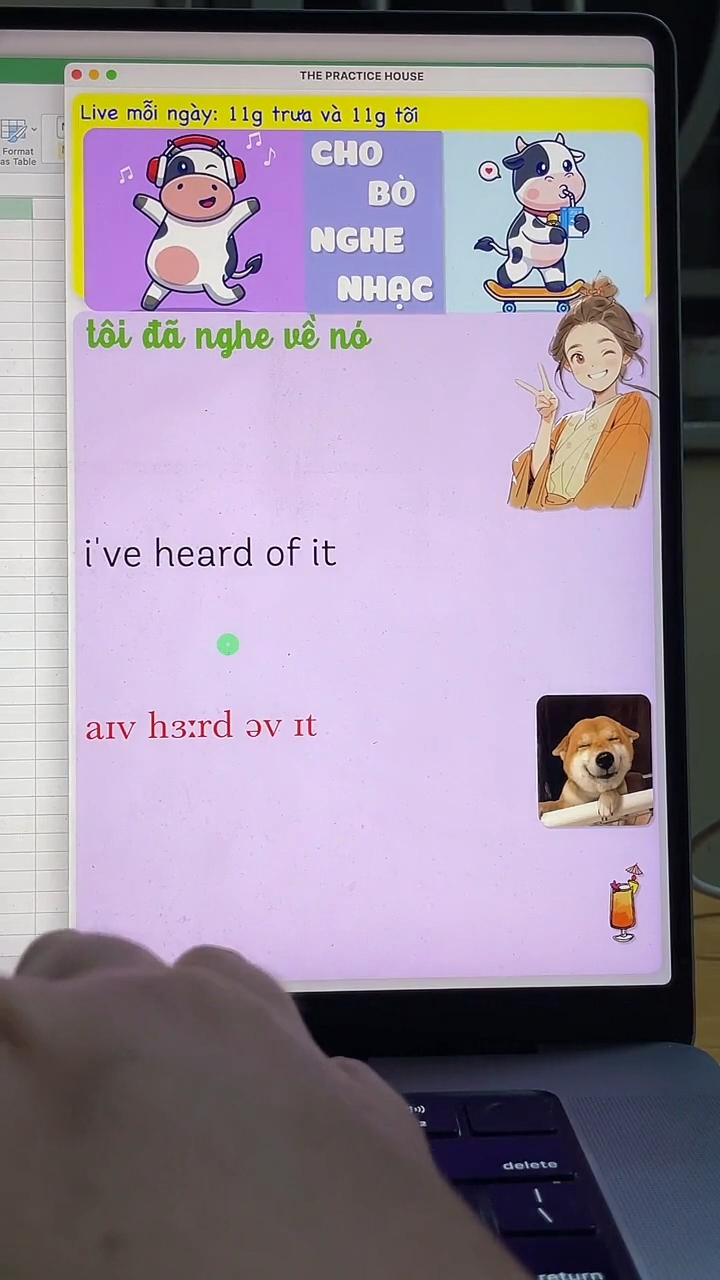 THE PRACTICE HOUSE
Format
as Table
Live mỗi ngày: 11g trưa và 11g tối
CHO
BÒ
NGHE
NHẠC
tôi đã nghe về nó
i've heard of it
aɪv hɜːrd əv ɪt
delete
return